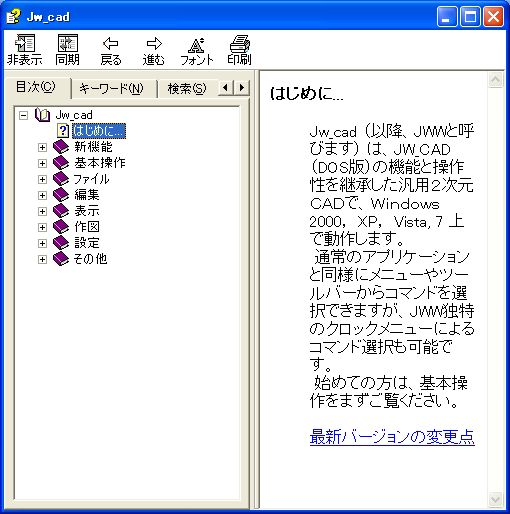 Jw_cad
非表示 同期 戻る 進む フォント 印刷
目次(C) キーワード(N) 検索(S)
Jw_cad
はじめに...
新機能
基本操作
ファイル
編集
表示
作図
設定
その他
はじめに...
Jw_cad （以降、JWWと呼
びます）は、JW_CAD
（DOS版）の機能と操作
性を継承した汎用２次元
CADで、Windows
2000， XP， Vista, 7 上
で動作します。
通常のアプリケーション
と同様にメニューやツー
ルバーからコマンドを選
択できますが、JWW独特
のクロックメニューによる
コマンド選択も可能で
す。
始めての方は、基本操
作をまずご覧ください。
最新バージョンの変更点